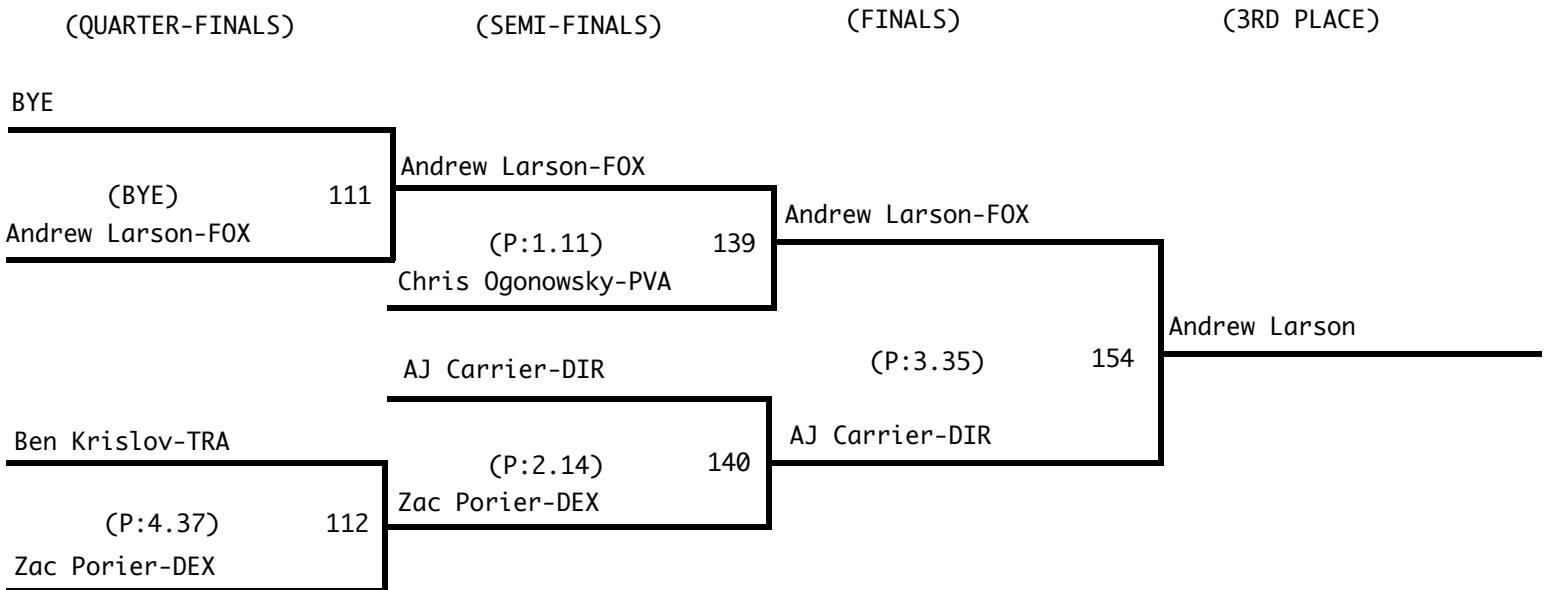 (QUARTER-FINALS) (SEMI-FINALS) (FINALS) (3RD PLACE)
BYE
(BYE) 111
Andrew Larson-FOX
Andrew Larson-FOX
(P:1.11) 139
Chris Ogonowsky-PVA
Andrew Larson-FOX
(P:3.35) 154
Andrew Larson
AJ Carrier-DIR
AJ Carrier-DIR
(P:2.14) 140
Zac Porier-DEX
Ben Krislov-TRA
(P:4.37) 112
Zac Porier-DEX